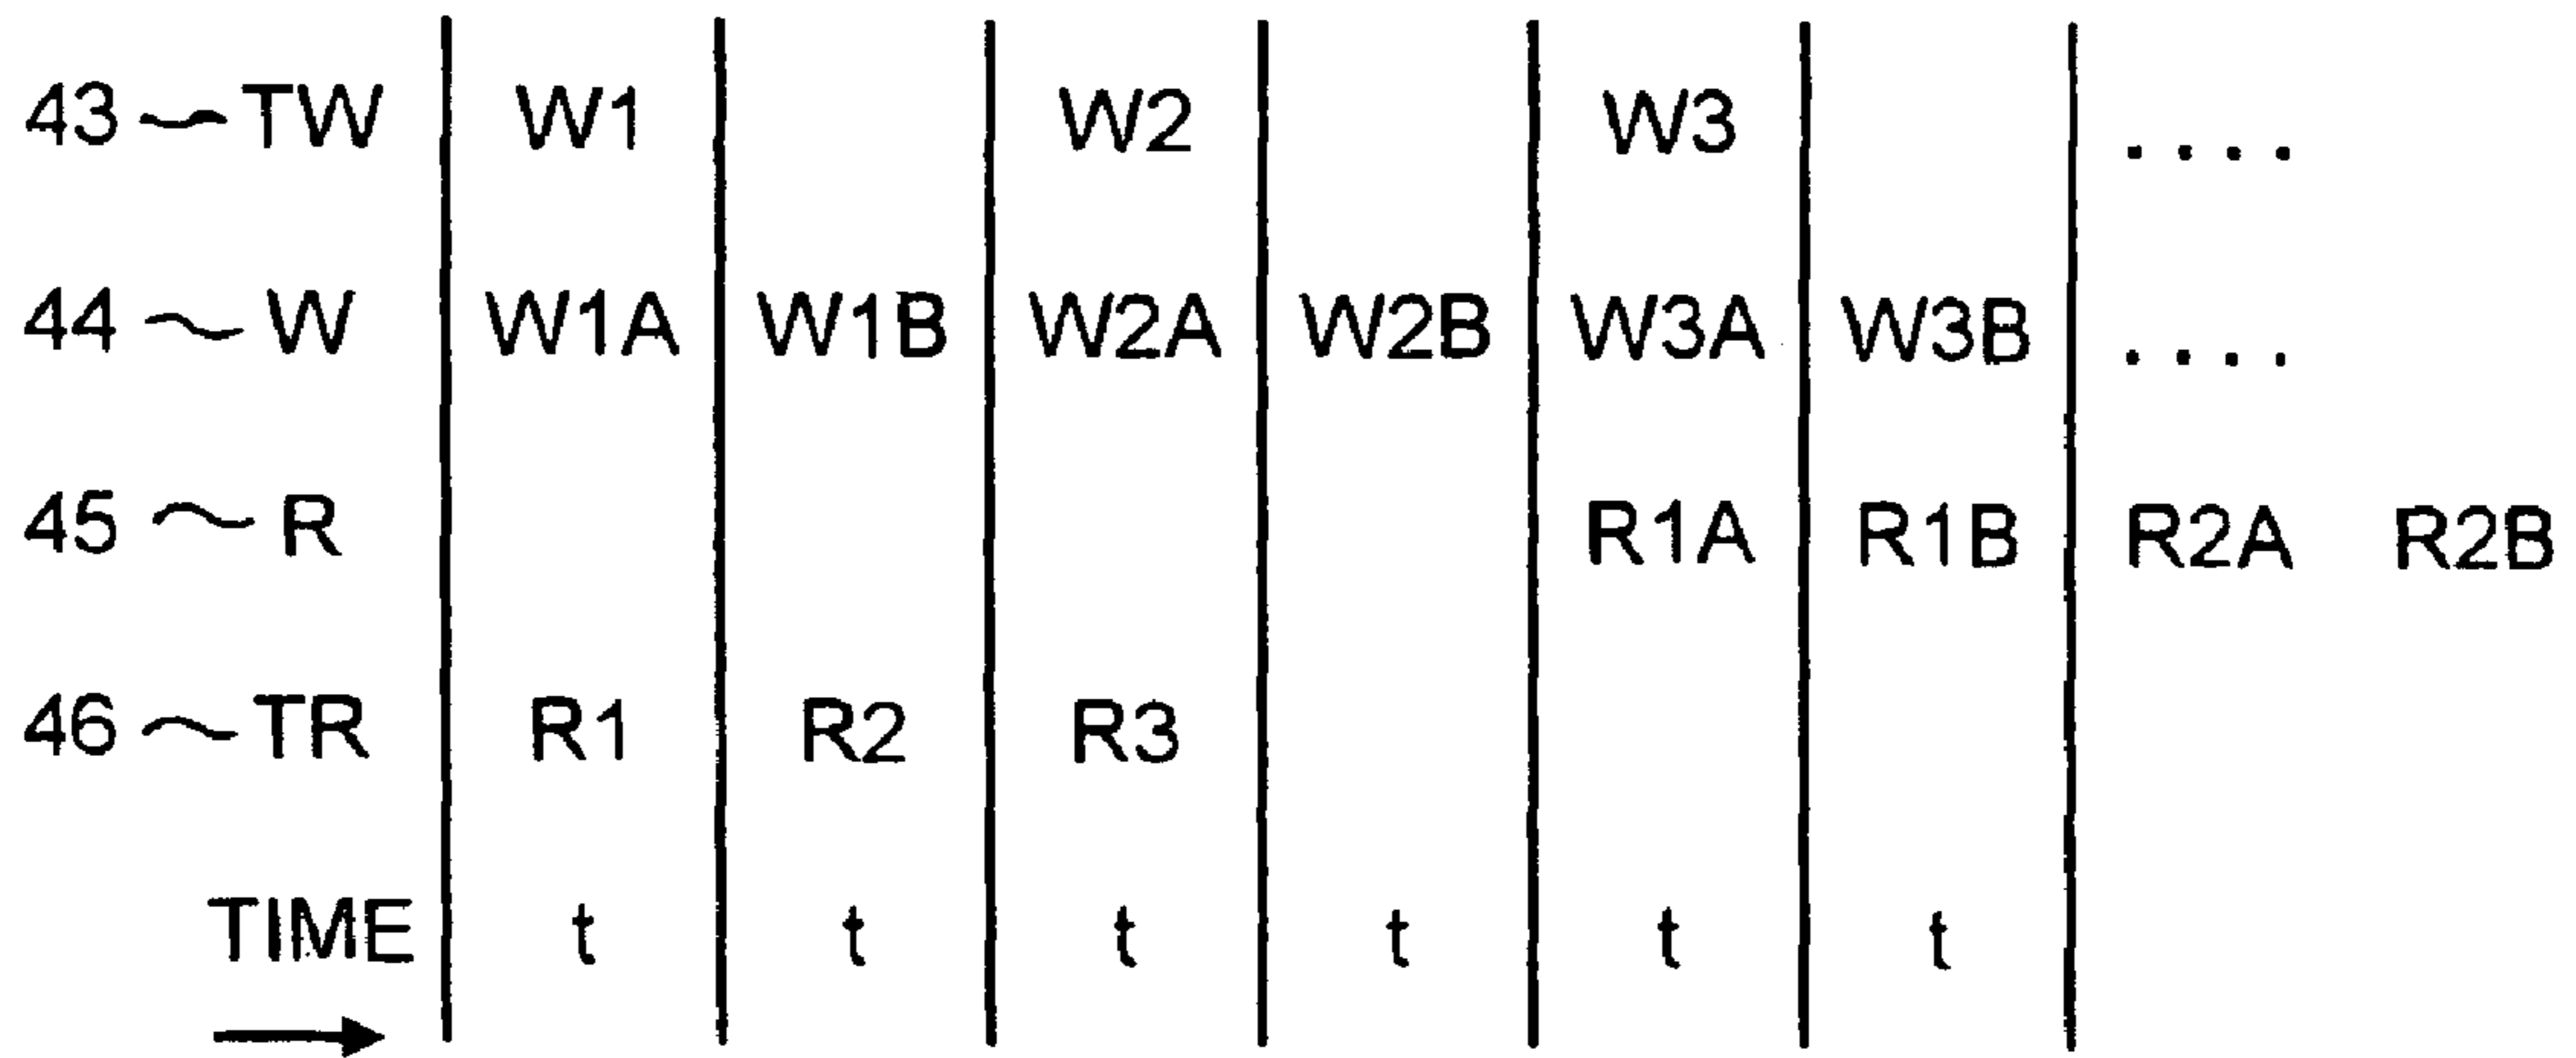 43 ~ TW W1 W2 W3 ....
44 ~ W W1A W1B W2A W2B W3A W3B ....
45 ~ R R1A R1B R2A R2B
46 ~ TR R1 R2 R3
TIME t t t t t t